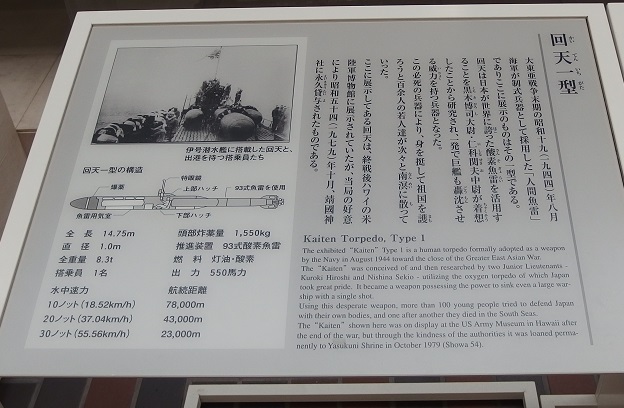 回天一型
かい てん いち がた
大東亜戦争末期の昭和十九(一九四四)年八月
海軍が制式兵器として採用した「人間魚雷」
でありここに展示のものはその一型である。
回天は日本が世界に誇った酸素魚雷を活用す
ることを黒木博司大尉・仁科関夫中尉が着想
したことから研究され、一発で巨艦も轟沈させ
る威力を持つ兵器となった。
この必死の兵器により、身を挺して祖国を護
ろうと百余人の若人達が次々と南溟に散って
いった。
ここに展示してある回天は、終戦後ハワイの米
陸軍博物館に展示されていたが、当局の好意
により昭和五十四(一九七九)年十月、靖國神
社に永久貸与されたものである。
伊号潜水艦に搭載した回天と、
出港を待つ搭乗員たち
回天一型の構造
特眼鏡
爆薬
上部ハッチ
93式魚雷を使用
魚雷用気室
下部ハッチ
全長 14.75m
直径 1.0m
全重量 8.3t
搭乗員 1名
頭部炸薬量 1,550kg
推進装置 93式酸素魚雷
燃料 灯油・酸素
出力 550馬力
水中速力 航続距離
10ノット(18.52km/h) 78,000m
20ノット(37.04km/h) 43,000m
30ノット(55.56km/h) 23,000m
Kaiten Torpedo, Type 1
The exhibited "Kaiten" Type 1 is a human torpedo formally adopted as a weapon
by the Navy in August 1944 toward the close of the Greater East Asian War.
The "Kaiten" was conceived of and then researched by two Junior Lieutenants -
Kuroki Hiroshi and Nishina Sekio - utilizing the oxygen torpedo of which Japan
took great pride. It became a weapon possessing the power to sink even a large war-
ship with a single shot.
Using this desperate weapon, more than 100 young people tried to defend Japan
with their own bodies, and one after another they died in the South Seas.
The "Kaiten" shown here was on display at the US Army Museum in Hawaii after
the end of the war, but through the kindness of the authorities it was loaned perma-
nently to Yasukuni Shrine in October 1979 (Showa 54).